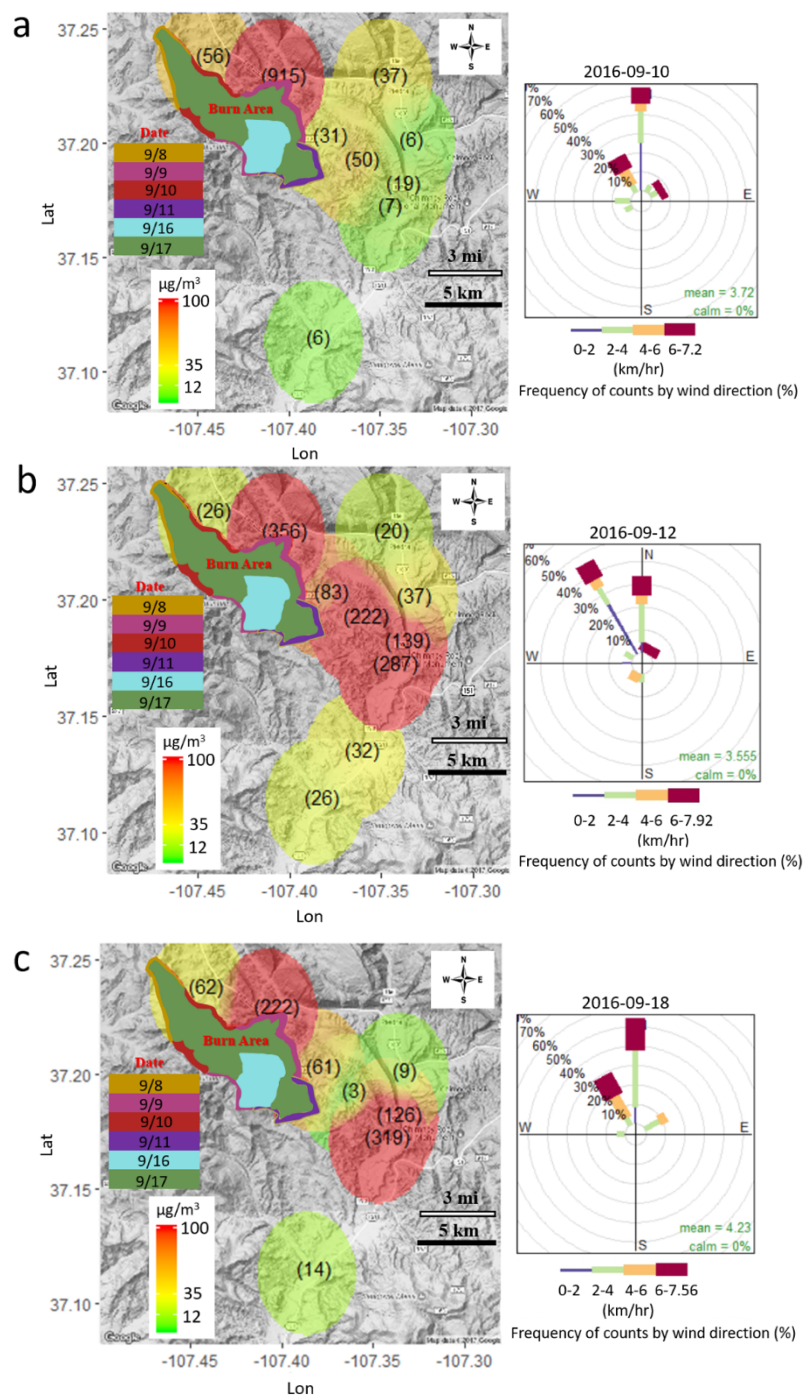 a
37.25
37.20
37.15
37.10
Lat
(56)
(915)
(37)
(31)
(6)
(50)
(19)
(7)
(6)
Burn Area
N
W E
S
Date
9/8
9/9
9/10
9/11
9/16
9/17
µg/m³
100
35
12
3 mi
5 km
Google
Map data ©2017 Google
-107.45 -107.40 -107.35 -107.30
Lon
2016-09-10
70%
60%
50%
40%
30%
20%
10%
W E
S
mean = 3.72
calm = 0%
0-2 2-4 4-6 6-7.2
(km/hr)
Frequency of counts by wind direction (%)
b
37.25
37.20
37.15
37.10
Lat
(26)
(356)
(20)
(83)
(37)
(222)
(139)
(287)
(32)
(26)
Burn Area
N
W E
S
Date
9/8
9/9
9/10
9/11
9/16
9/17
µg/m³
100
35
12
151
3 mi
5 km
Google
Map data ©2017 Google
-107.45 -107.40 -107.35 -107.30
Lon
2016-09-12
N
60%
50%
40%
30%
20%
10%
W E
S
mean = 3.555
calm = 0%
0-2 2-4 4-6 6-7.92
(km/hr)
Frequency of counts by wind direction (%)
c
37.25
37.20
37.15
37.10
Lat
(62)
(222)
(61)
(9)
(3)
(126)
(319)
(14)
Burn Area
N
W E
S
Date
9/8
9/9
9/10
9/11
9/16
9/17
µg/m³
100
35
12
3 mi
5 km
Google
Map data ©2017 Google
-107.45 -107.40 -107.35 -107.30
Lon
2016-09-18
70%
60%
50%
40%
30%
20%
10%
W E
S
mean = 4.23
calm = 0%
0-2 2-4 4-6 6-7.56
(km/hr)
Frequency of counts by wind direction (%)